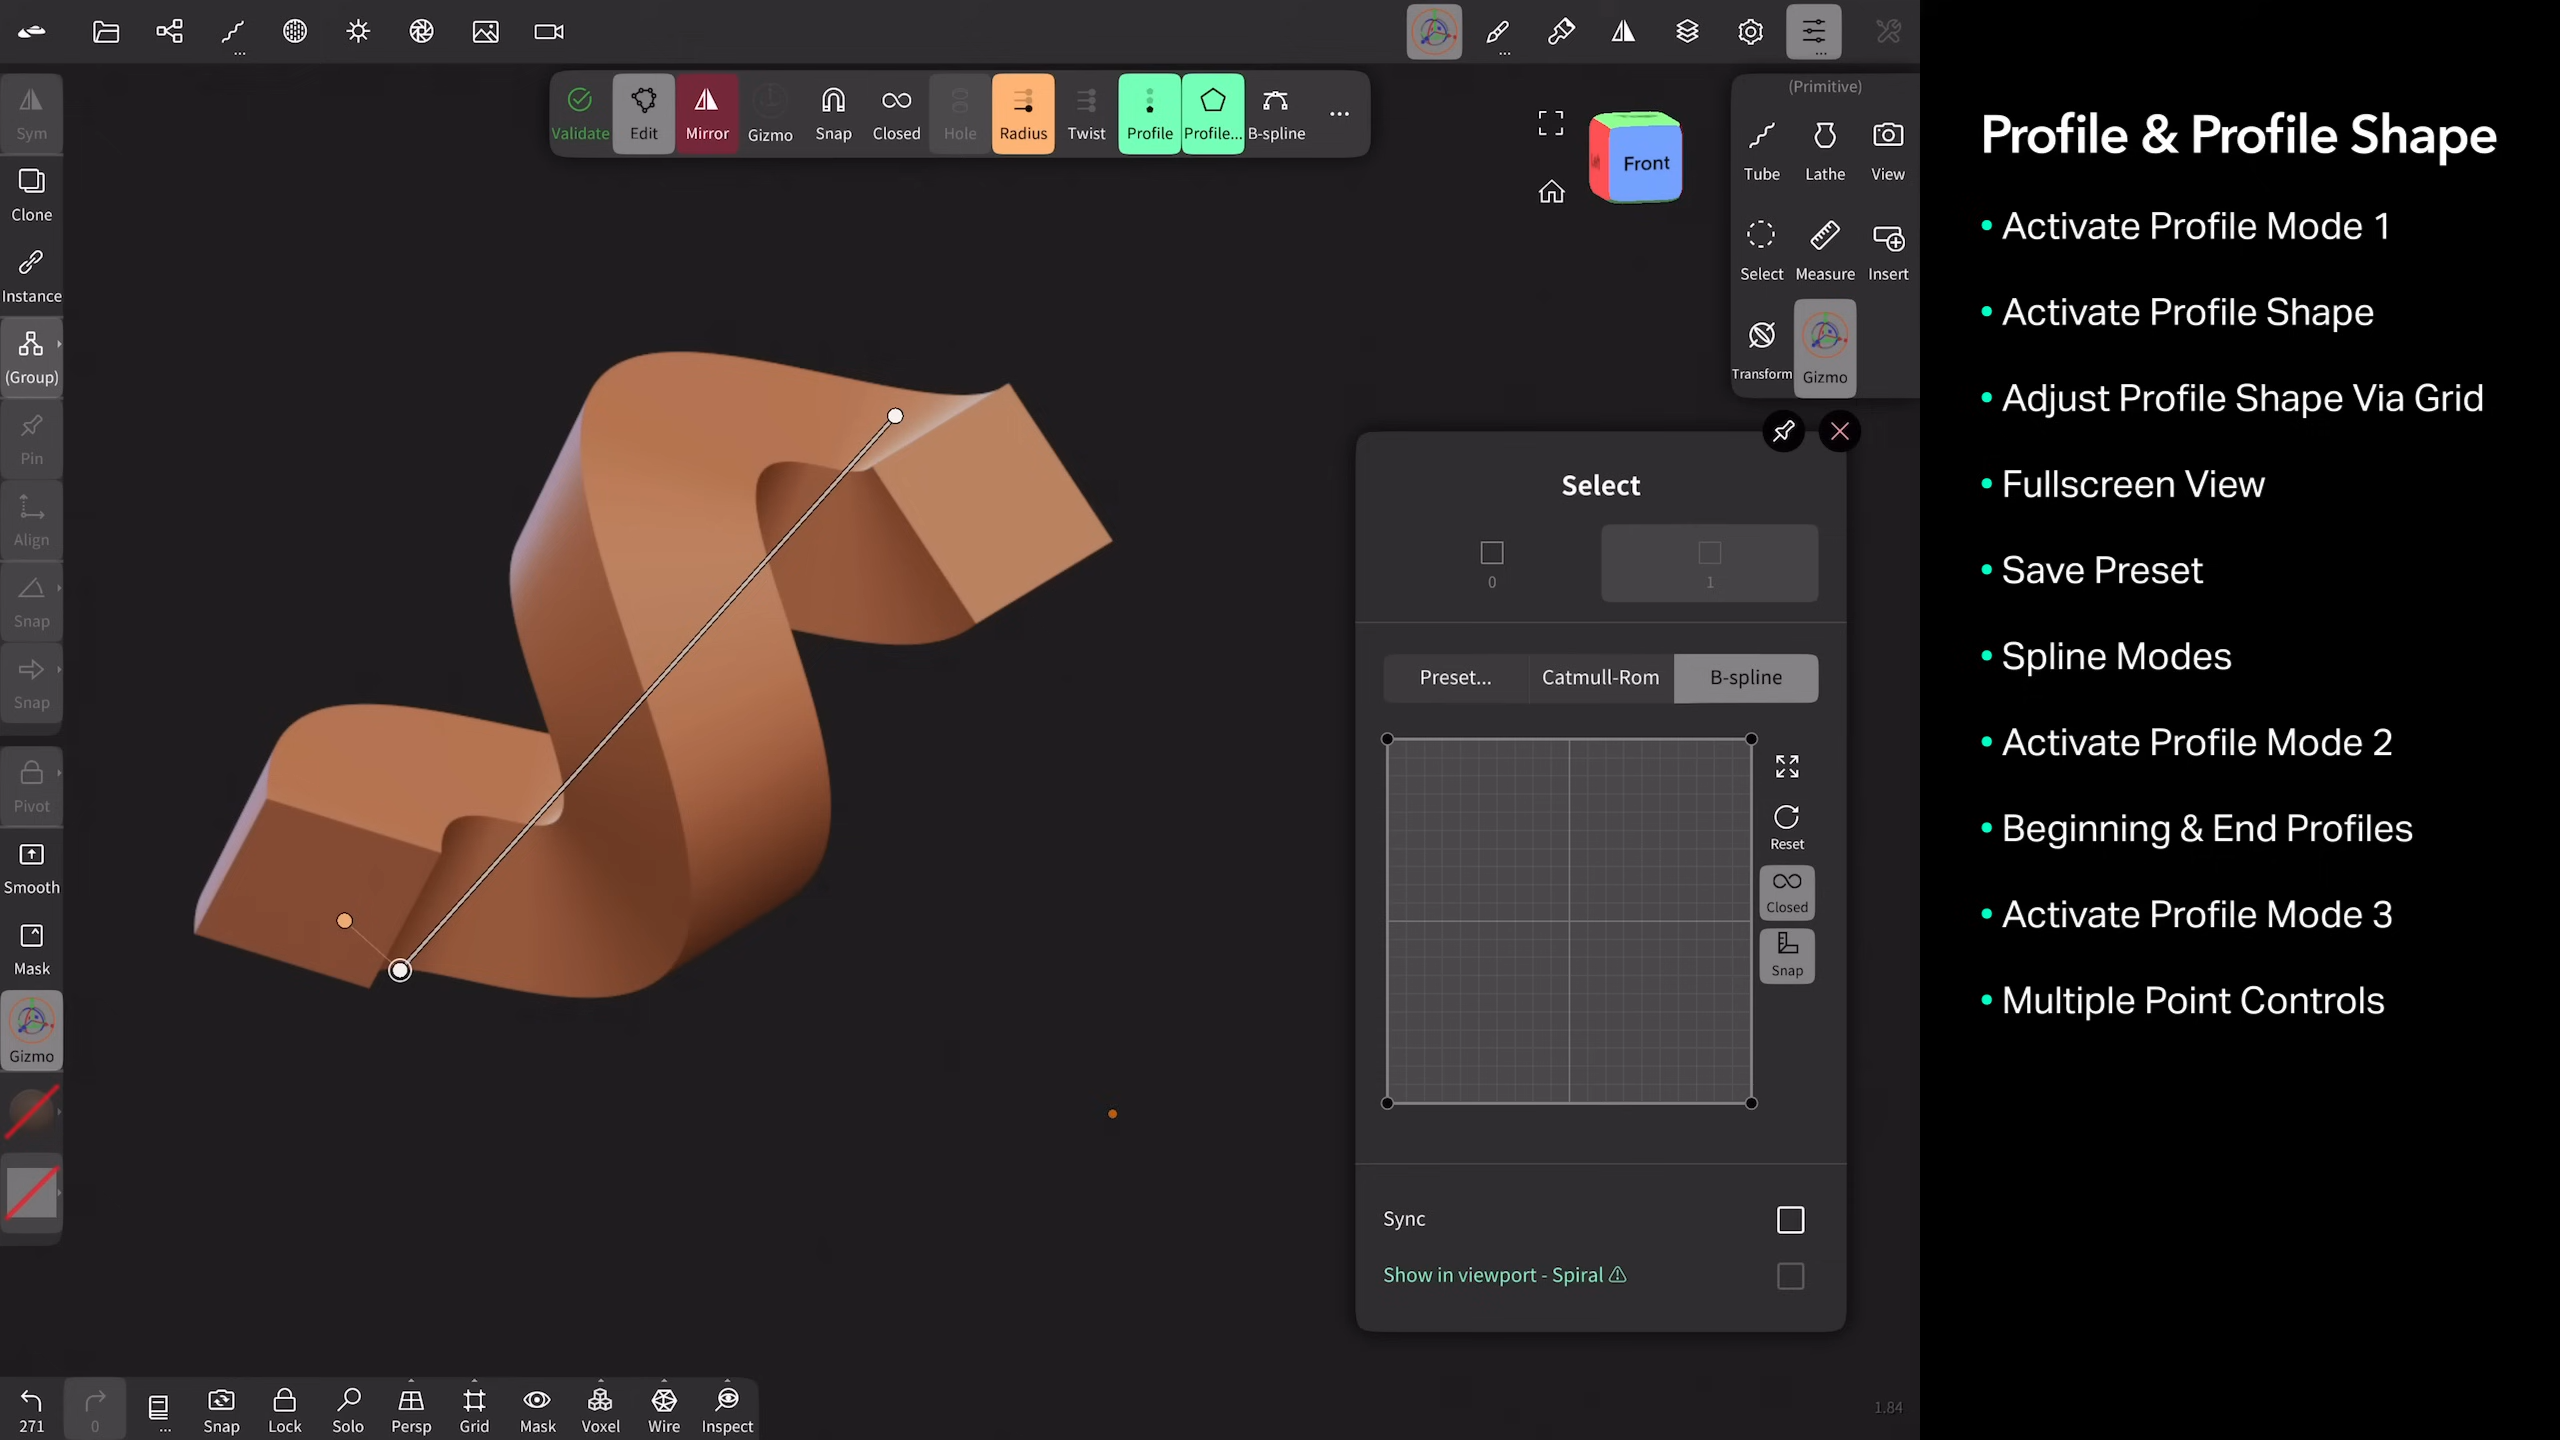 Validate
Edit
Mirror
Gizmo
Snap
Closed
Hole
Radius
Twist
Profile
Profile...
B-spline
...
Front
(Primitive)
Tube
Lathe
View
Select
Measure
Insert
Transform
Gizmo
Sym
Clone
Instance
(Group)
Pin
Align
Snap
Snap
Pivot
Smooth
Mask
Gizmo
Select
0
1
Preset...
Catmull-Rom
B-spline
Reset
Closed
Snap
Sync
Show in viewport - Spiral
271
0
...
Snap
Lock
Solo
Persp
Grid
Mask
Voxel
Wire
Inspect
1.84
Profile & Profile Shape
• Activate Profile Mode 1
• Activate Profile Shape
• Adjust Profile Shape Via Grid
• Fullscreen View
• Save Preset
• Spline Modes
• Activate Profile Mode 2
• Beginning & End Profiles
• Activate Profile Mode 3
• Multiple Point Controls